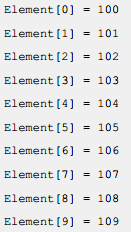 Element[0] = 100
Element[1] = 101
Element[2] = 102
Element[3] = 103
Element[4] = 104
Element[5] = 105
Element[6] = 106
Element[7] = 107
Element[8] = 108
Element[9] = 109